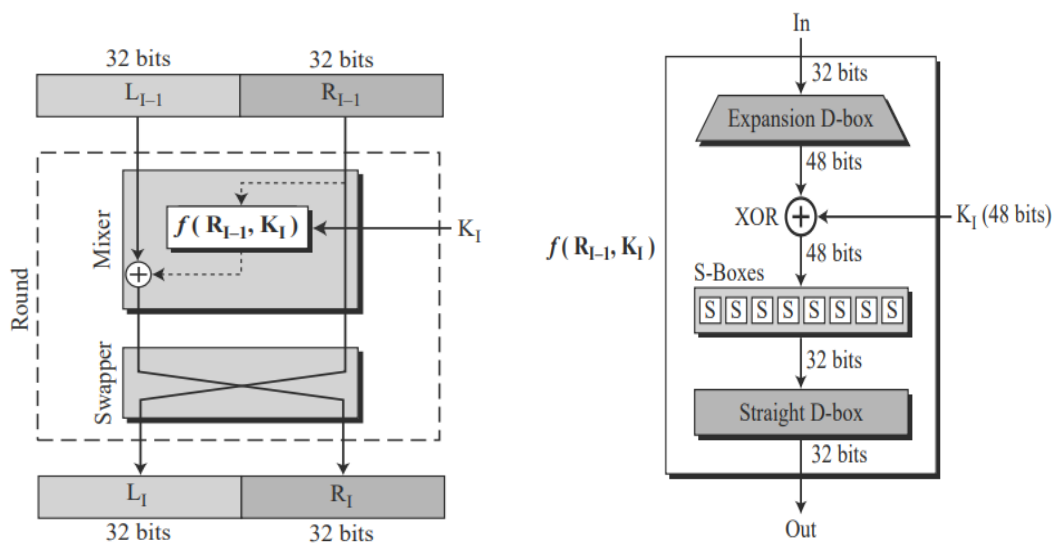 32 bits 32 bits
L_{I–1} R_{I–1}
Round
Mixer
f( R_{I–1}, K_I )
K_I
+
Swapper
L_I R_I
32 bits 32 bits
In
32 bits
Expansion D-box
48 bits
XOR + K_I (48 bits)
f( R_{I–1}, K_I )
48 bits
S-Boxes
S S S S S S S S
32 bits
Straight D-box
32 bits
Out